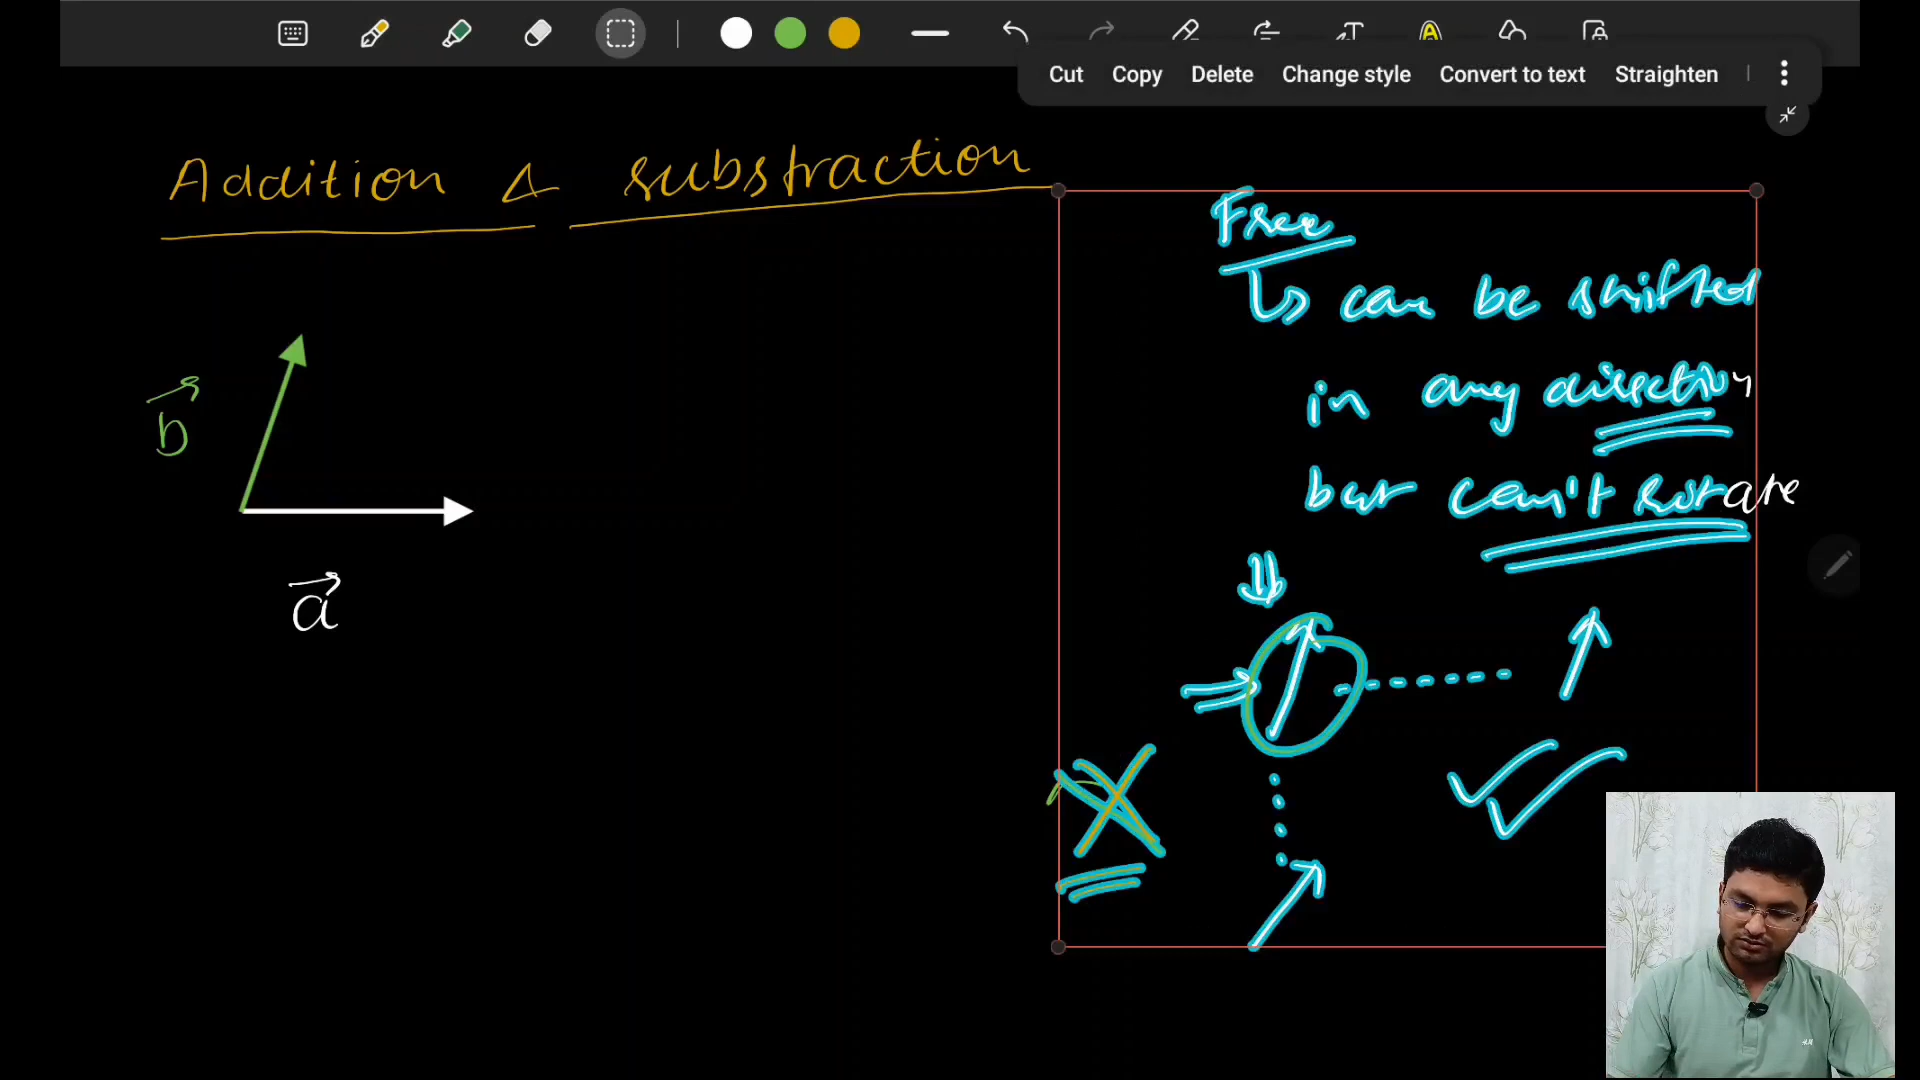 Cut Copy Delete Change style Convert to text Straighten
Addition & substraction
Free
↳ can be shifted
in any direction
but can't rotate
b
a